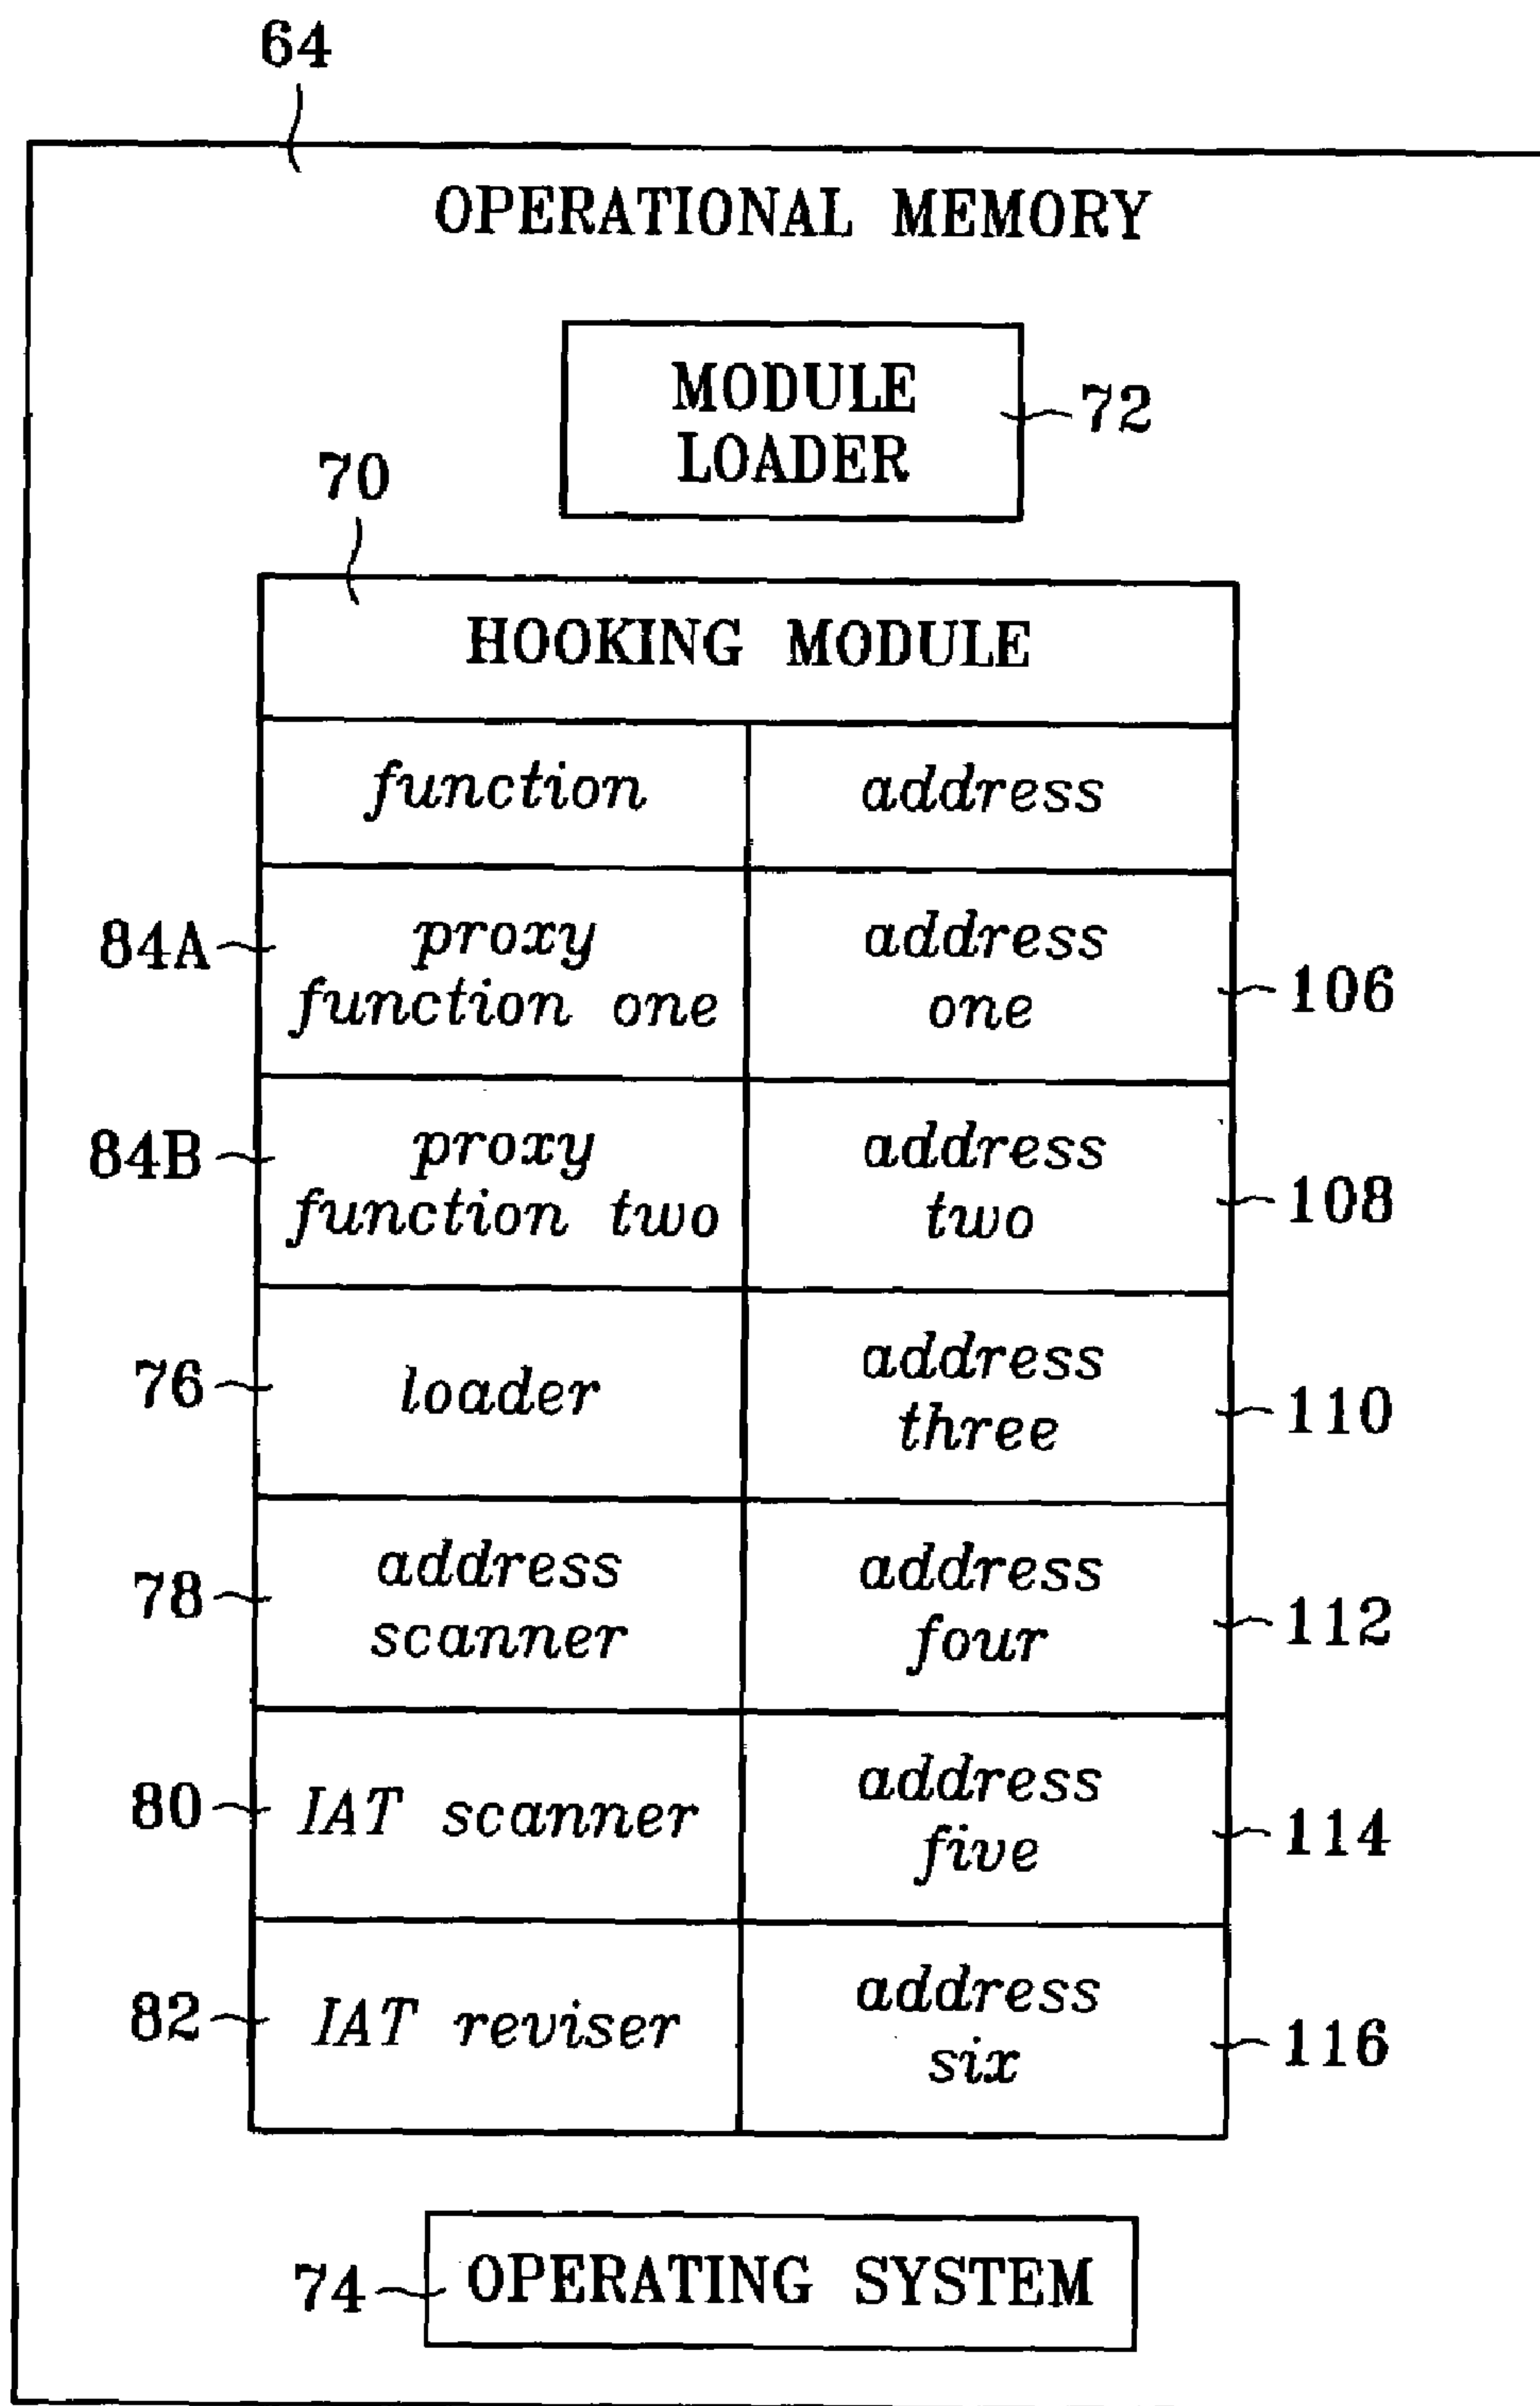 64
OPERATIONAL MEMORY
MODULE
LOADER
72
70
HOOKING MODULE
function address
84A
proxy
function one
address
one
106
84B
proxy
function two
address
two
108
76
loader
address
three
110
78
address
scanner
address
four
112
80
IAT scanner
address
five
114
82
IAT reviser
address
six
116
74
OPERATING SYSTEM